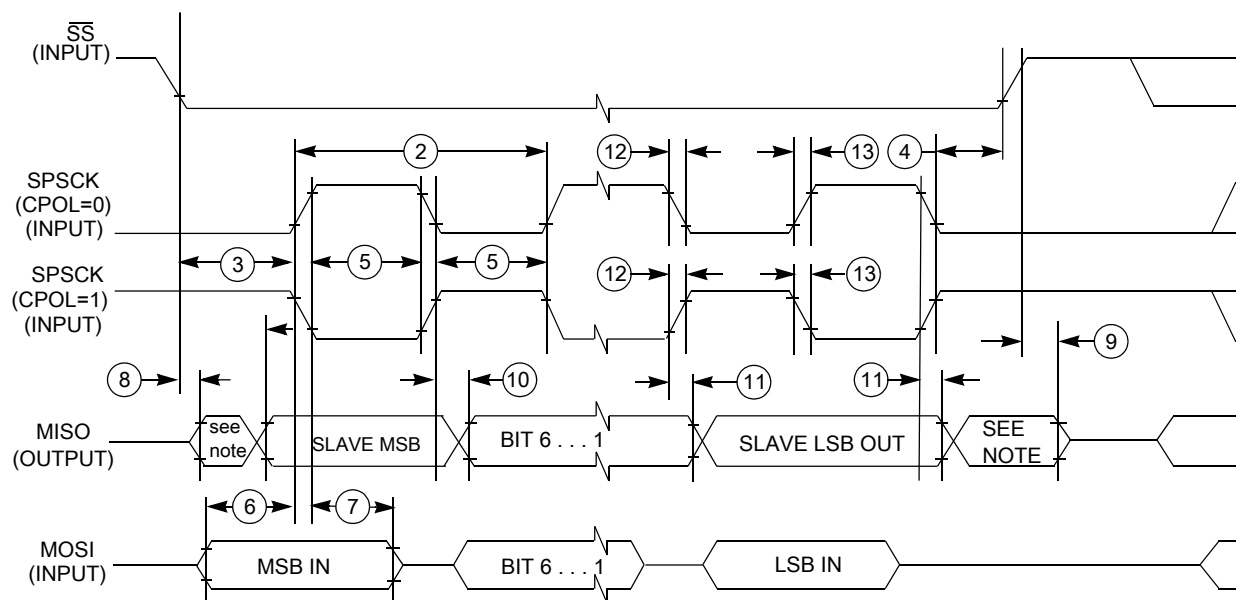 SS
(INPUT)
2
12
13
4
SPSCK
(CPOL=0)
(INPUT)
3
5
5
SPSCK
(CPOL=1)
(INPUT)
12
13
8
10
11
11
9
MISO
(OUTPUT)
see
note
SLAVE MSB
BIT 6 . . . 1
SLAVE LSB OUT
SEE
NOTE
6
7
MOSI
(INPUT)
MSB IN
BIT 6 . . . 1
LSB IN